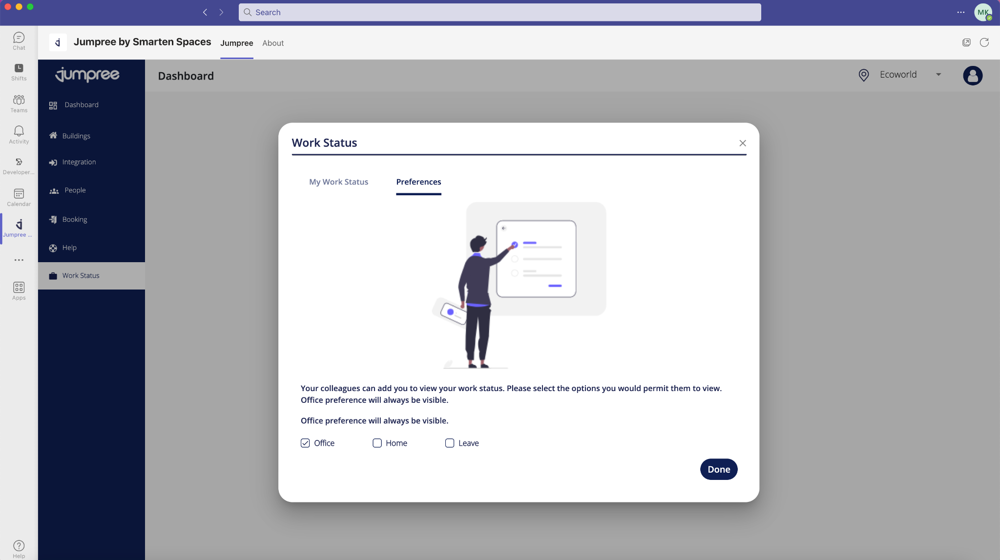 Search
MK
Chat
Shifts
Teams
Activity
Developer...
Calendar
Jumpree ...
Apps
Help
Jumpree by Smarten Spaces
Jumpree
About
jumpree
Dashboard
Buildings
Integration
People
Booking
Help
Work Status
Dashboard
Ecoworld
Work Status
My Work Status
Preferences
Your colleagues can add you to view your work status. Please select the options you would permit them to view.
Office preference will always be visible.
Office preference will always be visible.
Office
Home
Leave
Done